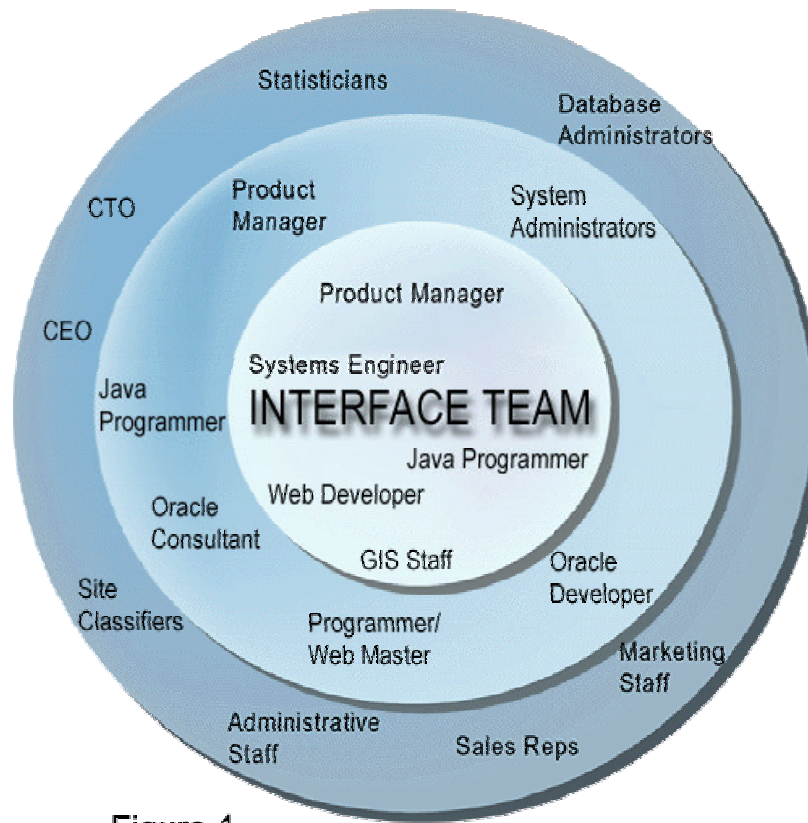 Statisticians
Database
Administrators
CTO
Product
Manager
System
Administrators
Product Manager
CEO
Systems Engineer
Java
Programmer
INTERFACE TEAM
Java Programmer
Web Developer
Oracle
Consultant
GIS Staff
Oracle
Developer
Site
Classifiers
Programmer/
Web Master
Marketing
Staff
Administrative
Staff
Sales Reps
Figure 1